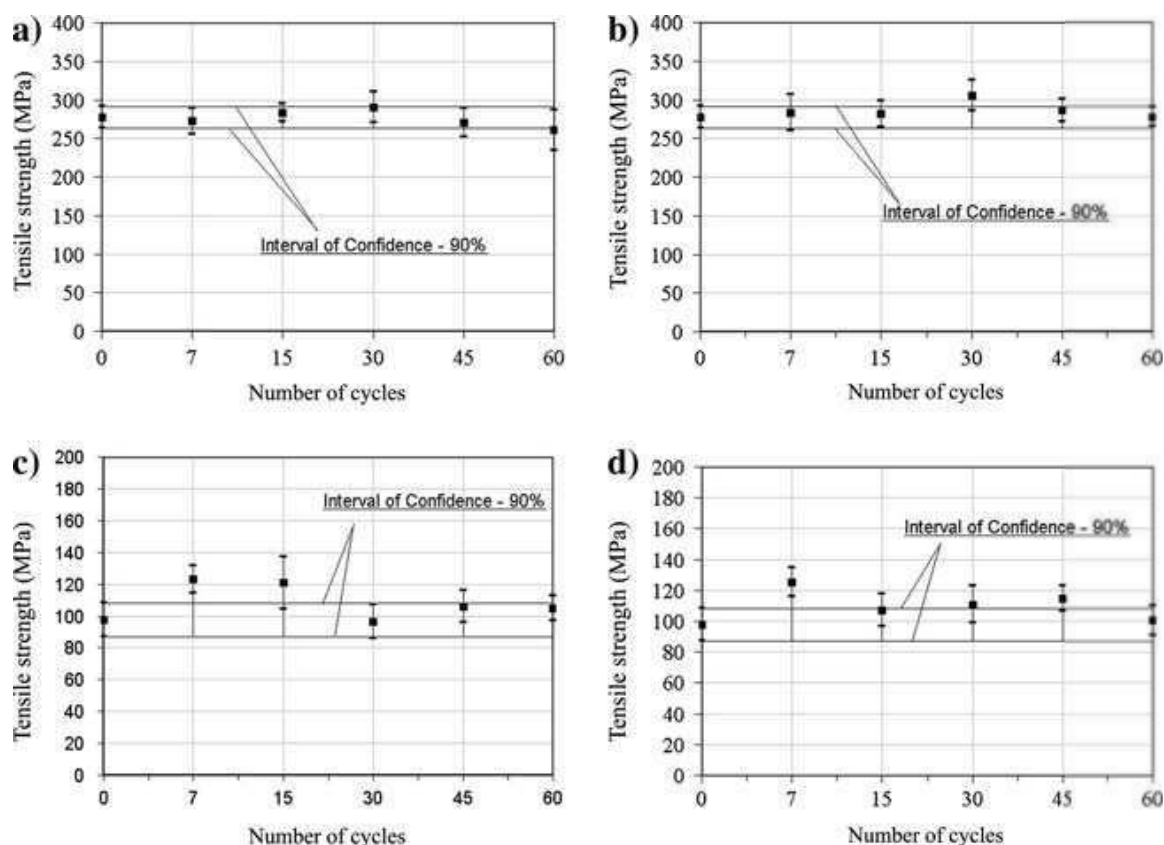 a)
Tensile strength (MPa)
400
350
300
250
200
150
100
50
0
Interval of Confidence - 90%
0 7 15 30 45 60
Number of cycles
b)
Tensile strength (MPa)
400
350
300
250
200
150
100
50
0
Interval of Confidence - 90%
0 7 15 30 45 60
Number of cycles
c)
Tensile strength (MPa)
200
180
160
140
120
100
80
60
40
20
0
Interval of Confidence - 90%
0 7 15 30 45 60
Number of cycles
d)
Tensile strength (MPa)
200
180
160
140
120
100
80
60
40
20
0
Interval of Confidence - 90%
0 7 15 30 45 60
Number of cycles